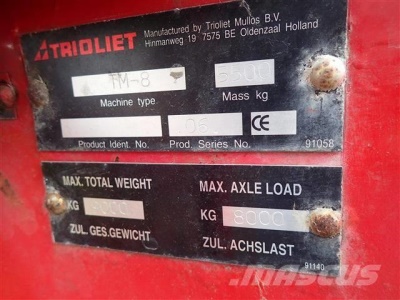 TRIOLIET
Manufactured by Trioliet Mullos B.V.
Hinmanweg 19 7575 BE Oldenzaal Holland
TM-8
Machine type
Mass kg
06
CE
Product Ident. No.
Prod. Series No.
91058
MAX. TOTAL WEIGHT
MAX. AXLE LOAD
KG
KG 8000
ZUL. GES.GEWICHT
ZUL. ACHSLAST
91140
MASCUS